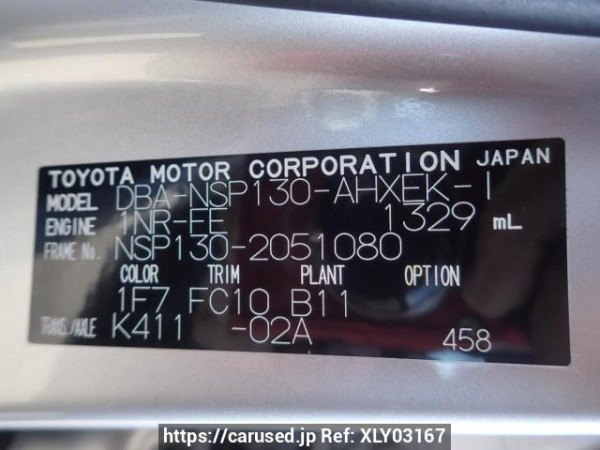 TOYOTA MOTOR CORPORATION JAPAN
MODEL DBA-NSP130-AHXEK-I
ENGINE 1NR-EE 1329 mL
FRAME No. NSP130-2051080
COLOR TRIM PLANT OPTION
1F7 FC10 B11
TRANS./AXLE K411 -02A 458
https://carused.jp Ref: XLY03167